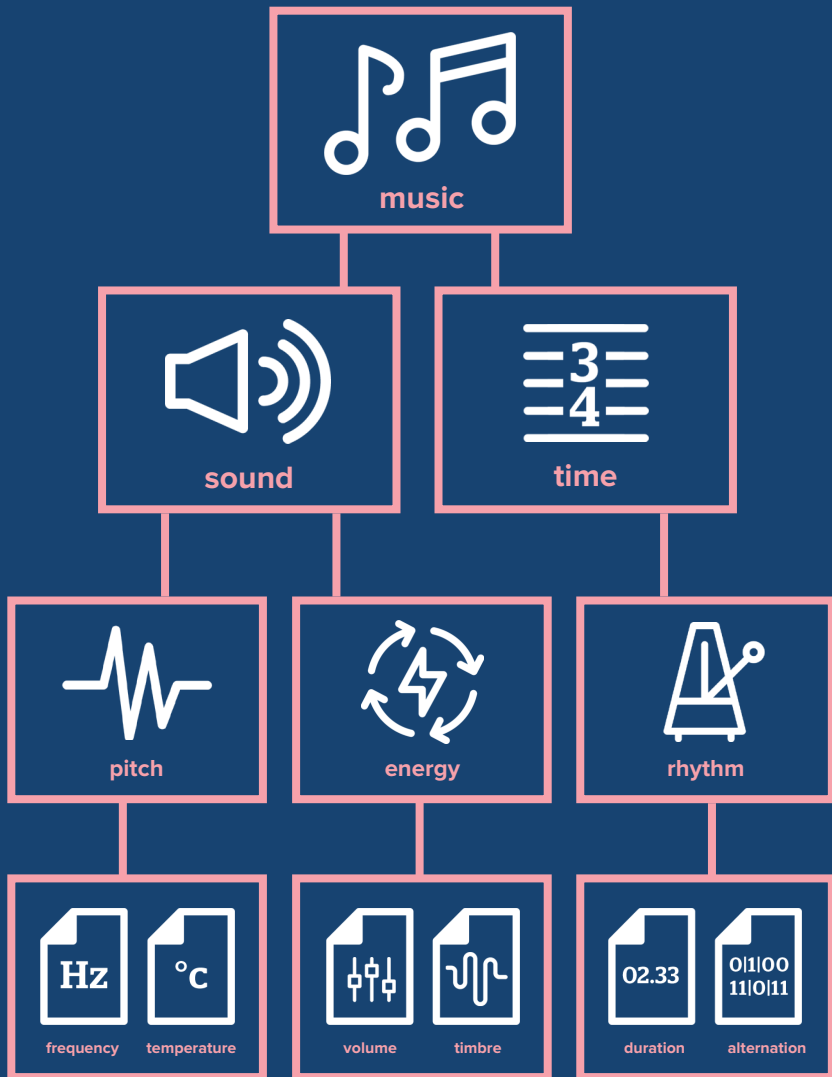 music
3
4
sound
time
pitch
energy
rhythm
Hz
°c
02.33
0|1|00
11|0|11
frequency
temperature
volume
timbre
duration
alternation